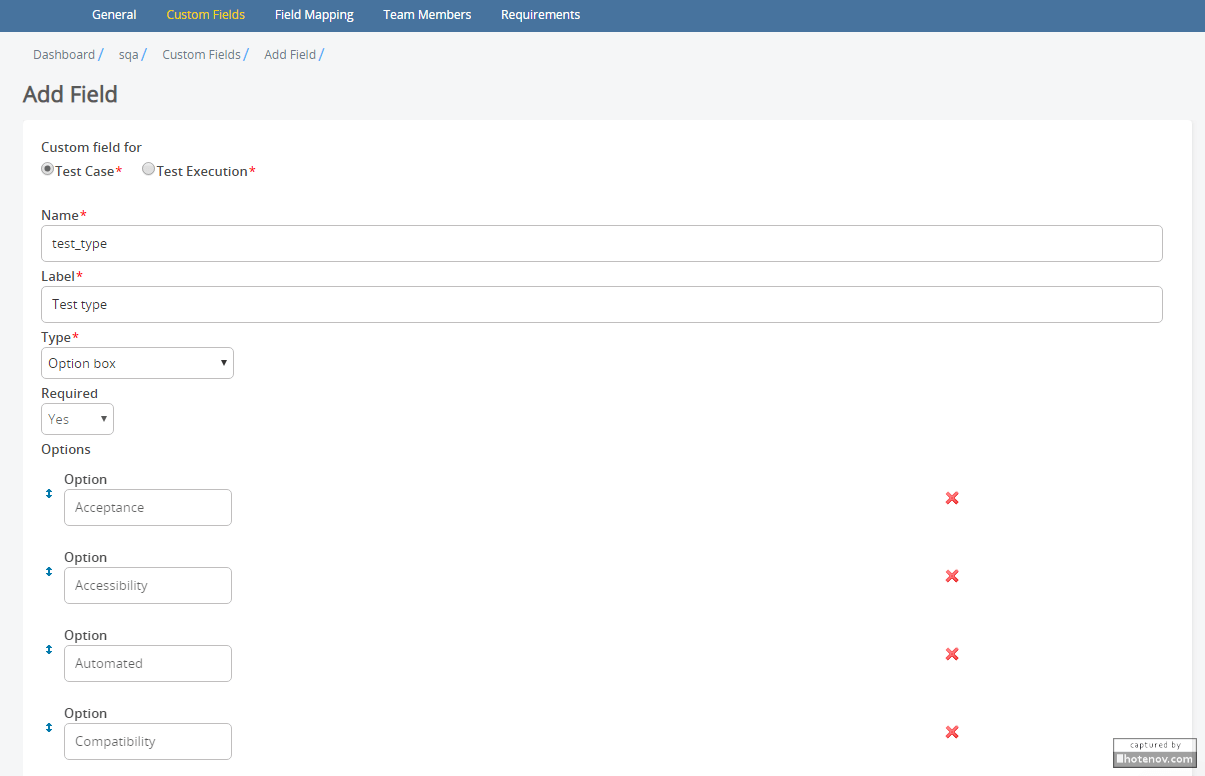 General Custom Fields Field Mapping Team Members Requirements
Dashboard / sqa / Custom Fields / Add Field /
Add Field
Custom field for
Test Case* Test Execution*
Name*
test_type
Label*
Test type
Type*
Option box
Required
Yes
Options
Option
Acceptance
Option
Accessibility
Option
Automated
Option
Compatibility
captured by
hotenov.com